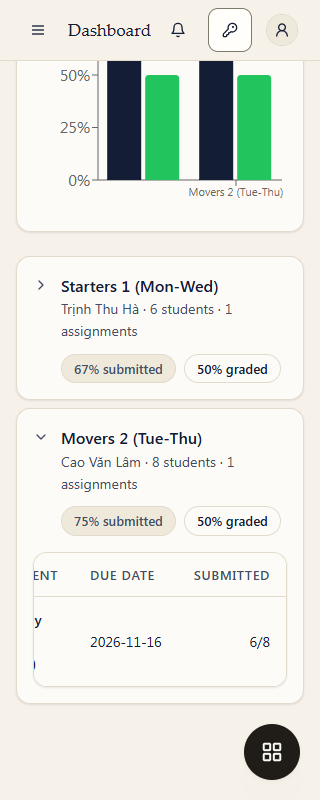 Dashboard
50%
25%
0%
Movers 2 (Tue-Thu)
Starters 1 (Mon-Wed)
Trịnh Thu Hà · 6 students · 1
assignments
67% submitted
50% graded
Movers 2 (Tue-Thu)
Cao Văn Lâm · 8 students · 1
assignments
75% submitted
50% graded
ENT DUE DATE SUBMITTED
y
2026-11-16 6/8
)